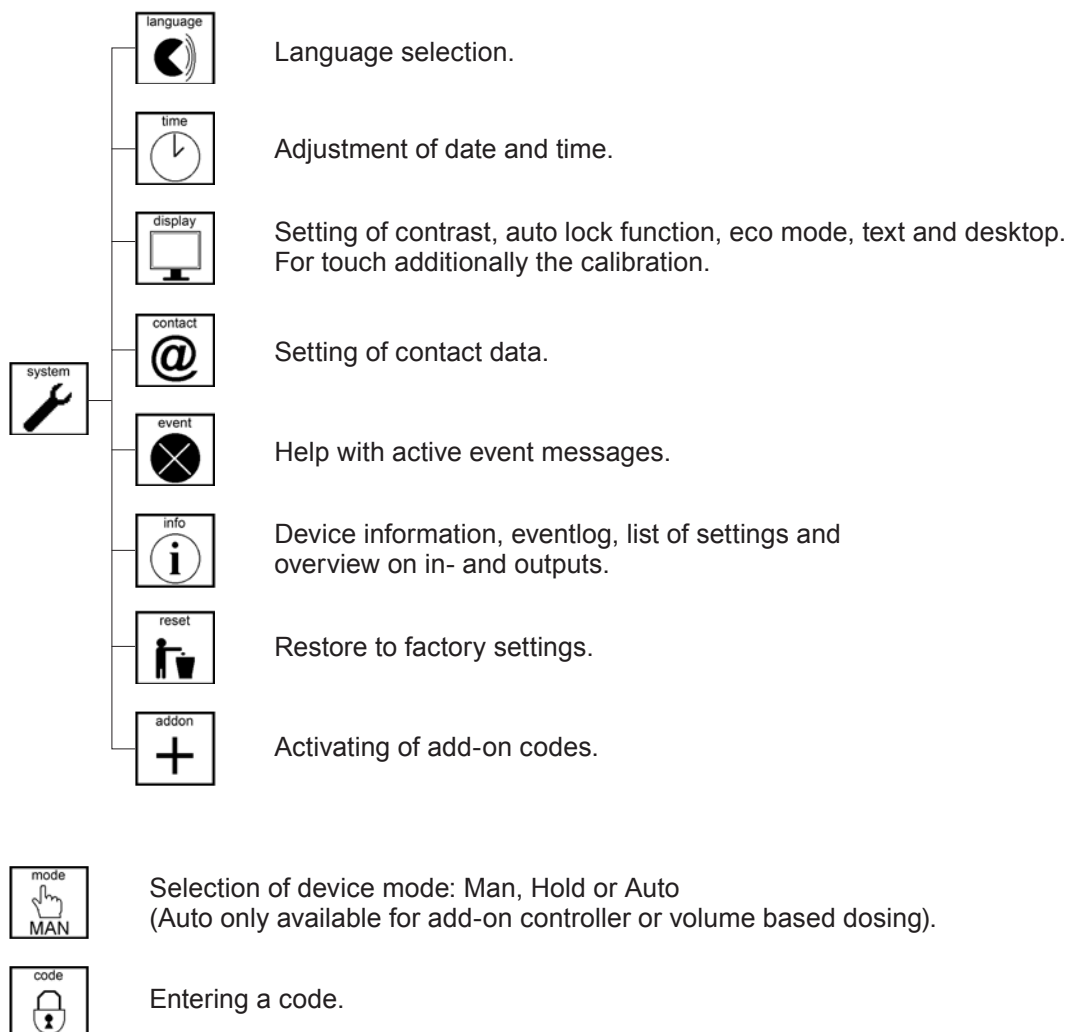 language
Language selection.
time
Adjustment of date and time.
display
Setting of contrast, auto lock function, eco mode, text and desktop.
For touch additionally the calibration.
contact
@
Setting of contact data.
system
event
Help with active event messages.
info
i
Device information, eventlog, list of settings and
overview on in- and outputs.
reset
Restore to factory settings.
addon
+
Activating of add-on codes.
mode
MAN
Selection of device mode: Man, Hold or Auto
(Auto only available for add-on controller or volume based dosing).
code
Entering a code.